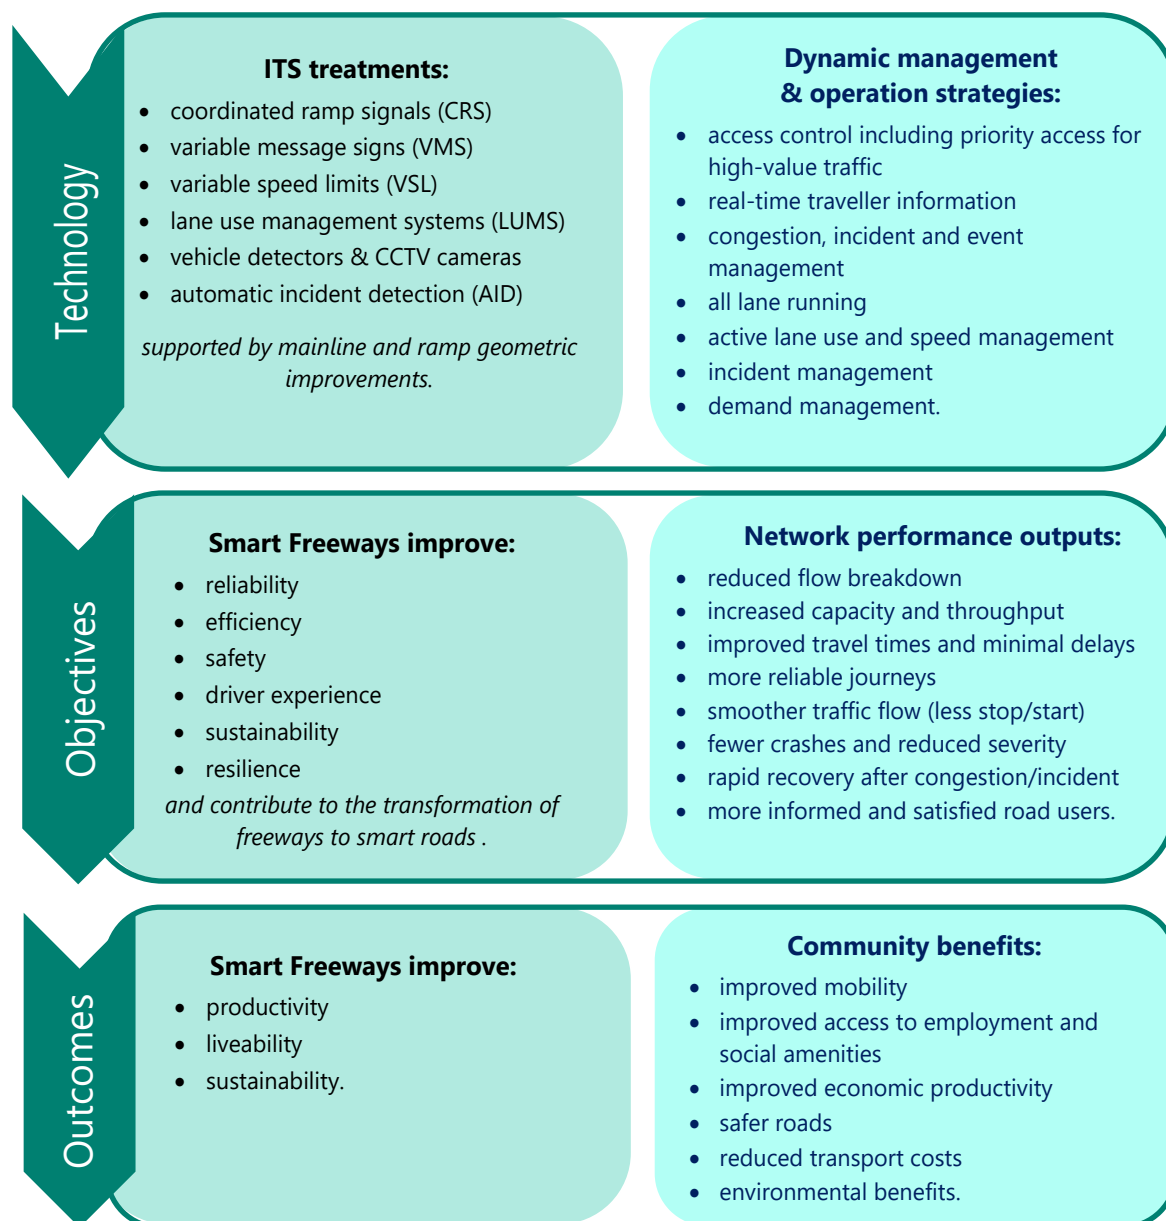 Technology
ITS treatments:
• coordinated ramp signals (CRS)
• variable message signs (VMS)
• variable speed limits (VSL)
• lane use management systems (LUMS)
• vehicle detectors & CCTV cameras
• automatic incident detection (AID)
supported by mainline and ramp geometric
improvements.
Dynamic management
& operation strategies:
• access control including priority access for
high-value traffic
• real-time traveller information
• congestion, incident and event
management
• all lane running
• active lane use and speed management
• incident management
• demand management.
Objectives
Smart Freeways improve:
• reliability
• efficiency
• safety
• driver experience
• sustainability
• resilience
and contribute to the transformation of
freeways to smart roads .
Network performance outputs:
• reduced flow breakdown
• increased capacity and throughput
• improved travel times and minimal delays
• more reliable journeys
• smoother traffic flow (less stop/start)
• fewer crashes and reduced severity
• rapid recovery after congestion/incident
• more informed and satisfied road users.
Outcomes
Smart Freeways improve:
• productivity
• liveability
• sustainability.
Community benefits:
• improved mobility
• improved access to employment and
social amenities
• improved economic productivity
• safer roads
• reduced transport costs
• environmental benefits.